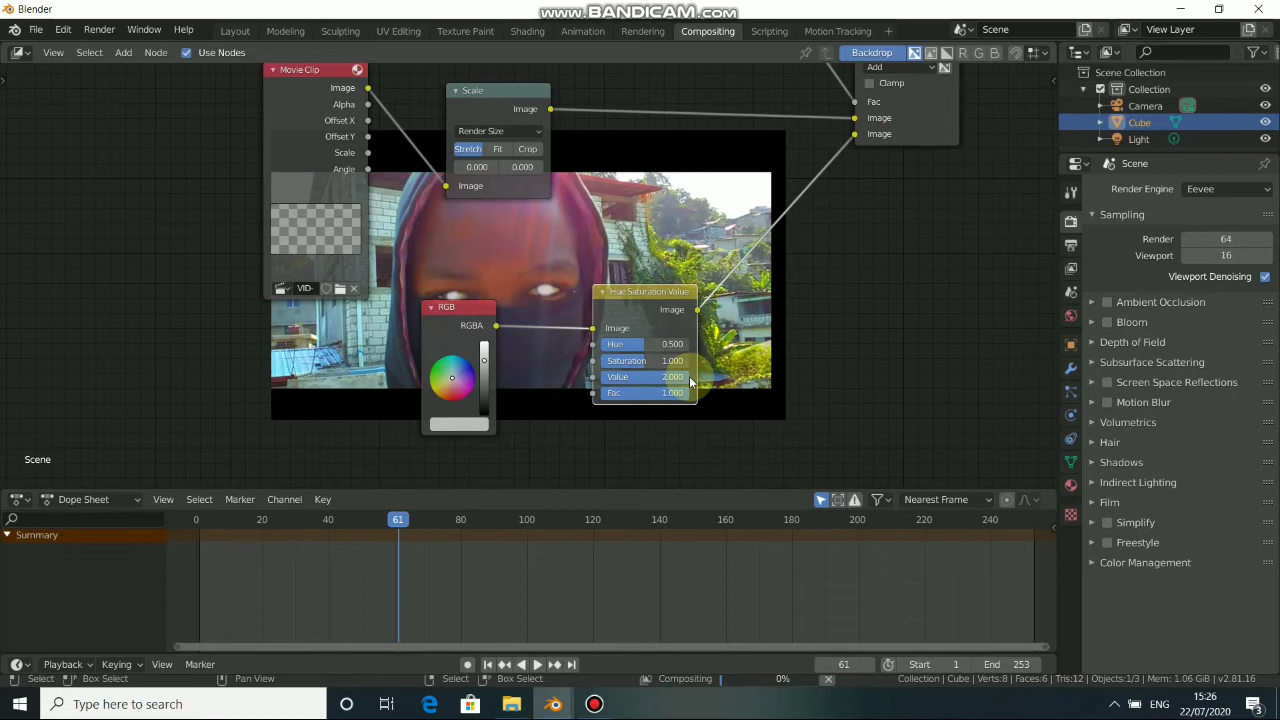 Blender
www.BANDICAM.com
File Edit Render Window Help
Layout Modeling Sculpting UV Editing Texture Paint Shading Animation Rendering Compositing Scripting Motion Tracking +
Scene
View Layer
View Select Add Node Use Nodes
Backdrop R G B
Scene Collection
Collection
Camera
Cube
Light
Movie Clip
Image
Alpha
Offset X
Offset Y
Scale
Angle
VID-
Scale
Image
Render Size
Stretch Fit Crop
0.000 0.000
Image
Add
Clamp
Fac
Image
Image
RGB
RGBA
Hue Saturation Value
Image
Image
Hue 0.500
Saturation 1.000
Value 2.000
Fac 1.000
Scene
Scene
Render Engine Eevee
Sampling
Render 64
Viewport 16
Viewport Denoising
Ambient Occlusion
Bloom
Depth of Field
Subsurface Scattering
Screen Space Reflections
Motion Blur
Volumetrics
Hair
Shadows
Indirect Lighting
Film
Simplify
Freestyle
Color Management
Dope Sheet View Select Marker Channel Key
Nearest Frame
0 20 40 61 80 100 120 140 160 180 200 220 240
Summary
Playback Keying View Marker
61 Start 1 End 253
Select Box Select Pan View Select Box Select Compositing 0% Collection | Cube | Verts:8 | Faces:6 | Tris:12 | Objects:1/3 | Mem: 1.06 GiB | v2.81.16
Type here to search
ENG
15:26
22/07/2020
3